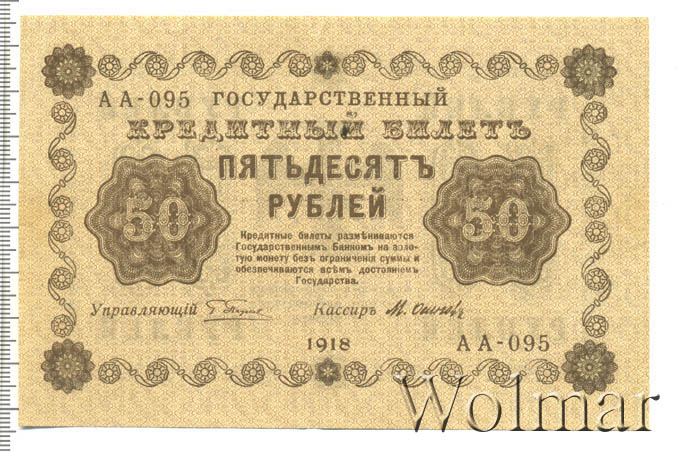 АА-095 ГОСУДАРСТВЕННЫЙ
КРЕДИТНЫЙ БИЛЕТЪ
ПЯТЬДЕСЯТЪ
РУБЛЕЙ
50 50
Кредитные билеты размѣниваются
Государственнымъ Банкомъ на золо-
тую монету безъ ограниченія суммы и
обезпечиваются всѣмъ достояніемъ
Государства.
Управляющій Кассиръ
1918
АА-095
Wolmar